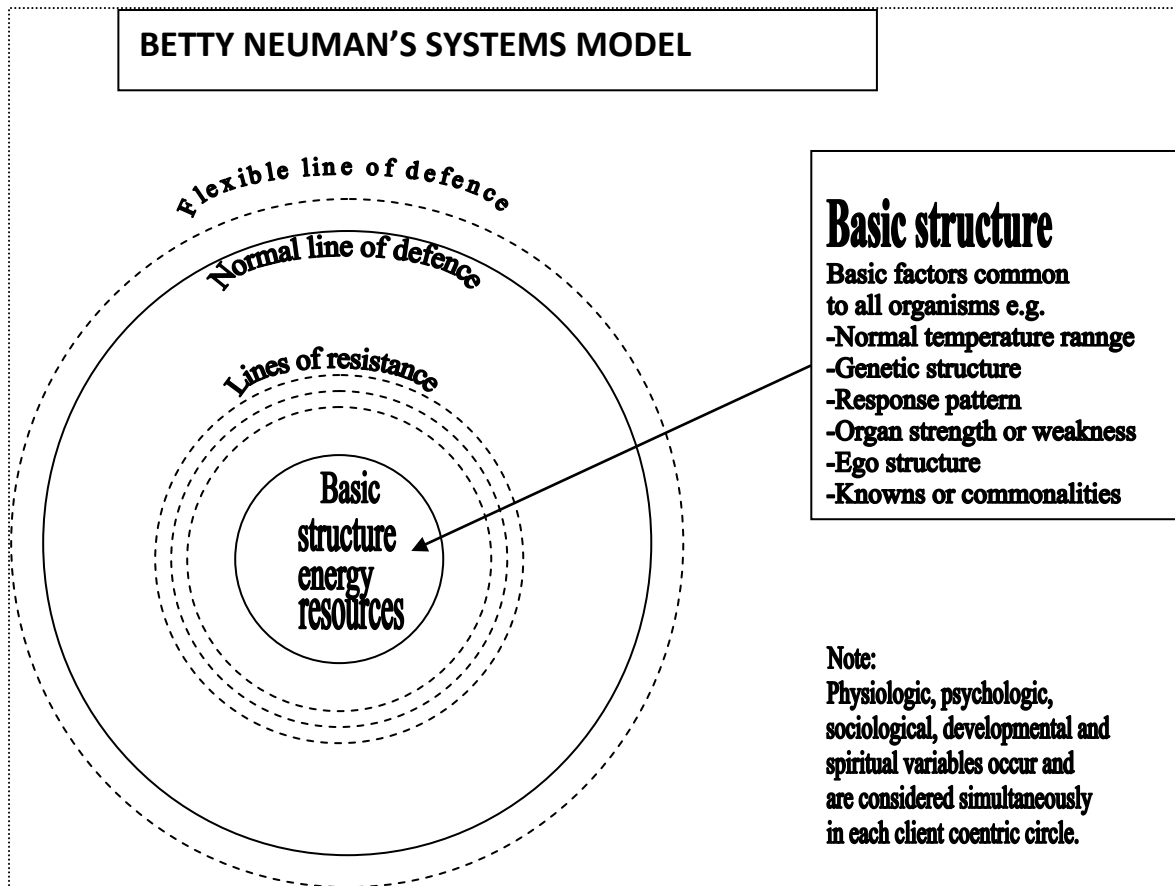 BETTY NEUMAN’S SYSTEMS MODEL
Flexible line of defence
Normal line of defence
Lines of resistance
Basic
structure
energy
resources
Basic structure
Basic factors common
to all organisms e.g.
-Normal temperature rannge
-Genetic structure
-Response pattern
-Organ strength or weakness
-Ego structure
-Knowns or commonalities
Note:
Physiologic, psychologic,
sociological, developmental and
spiritual variables occur and
are considered simultaneously
in each client coentric circle.